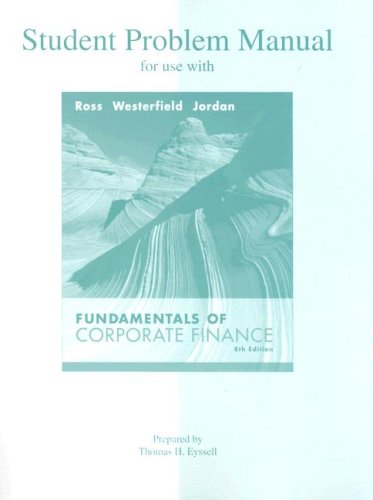 Student Problem Manual
for use with
Ross Westerfield Jordan
FUNDAMENTALS OF
CORPORATE FINANCE
8th Edition
Prepared by
Thomas H. Eyssell